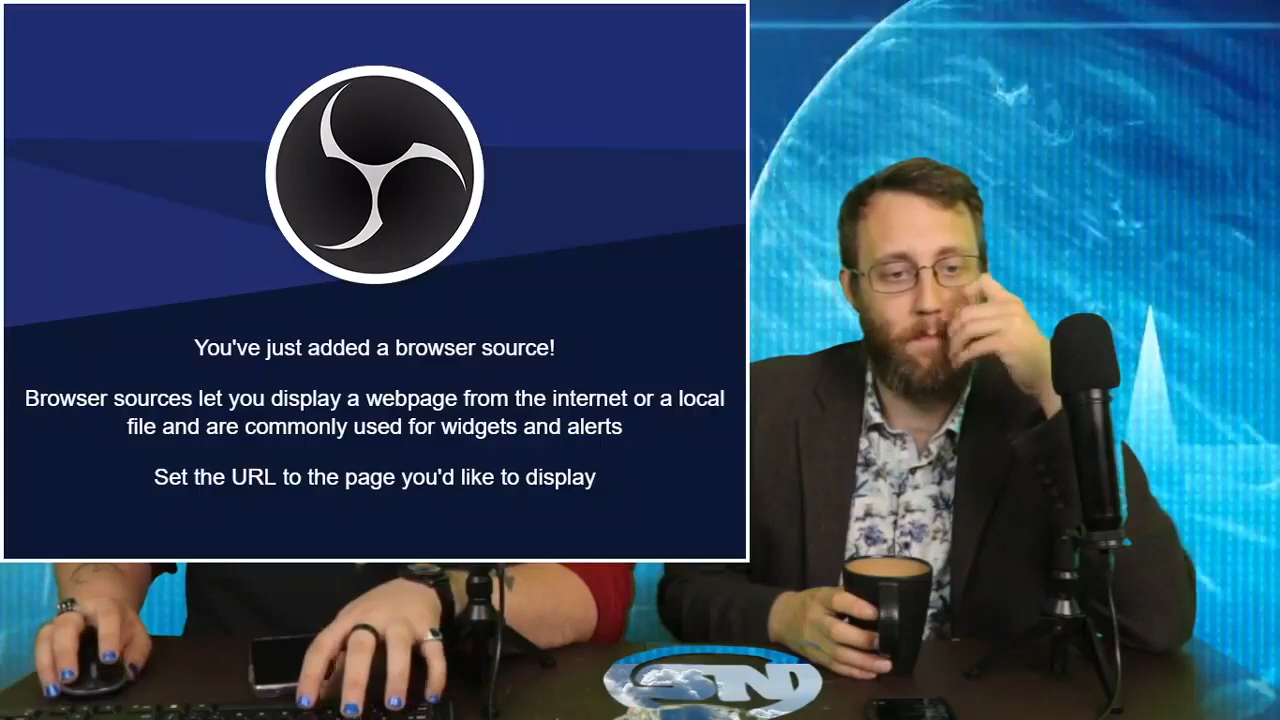 You've just added a browser source!
Browser sources let you display a webpage from the internet or a local
file and are commonly used for widgets and alerts
Set the URL to the page you'd like to display
SND